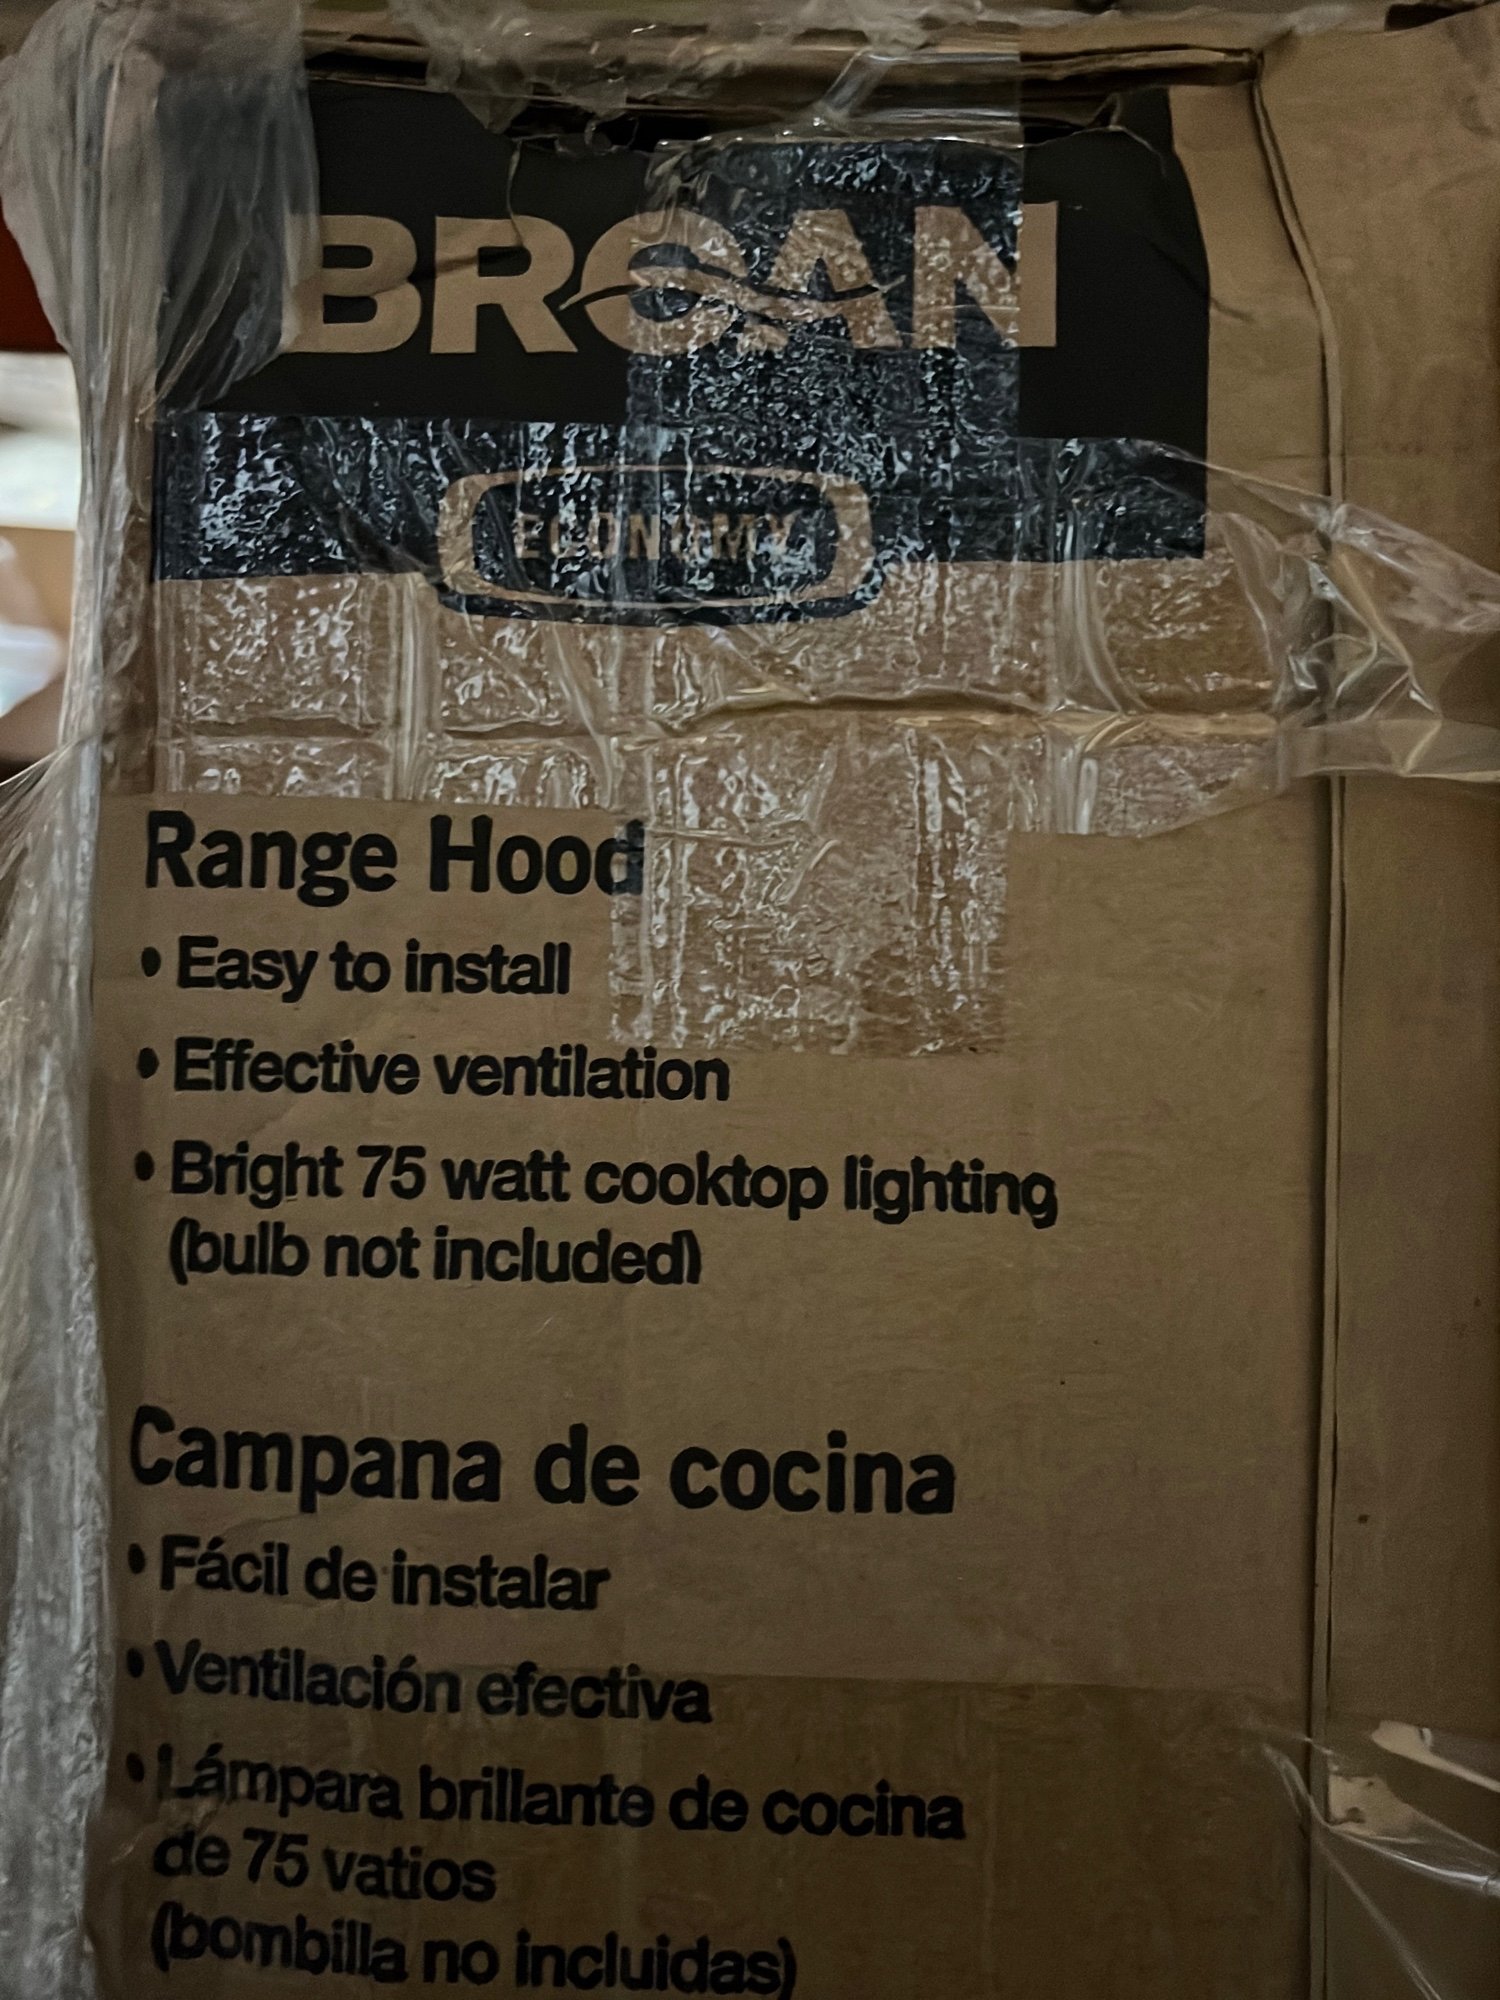 BROAN
ECONOMY
Range Hood
• Easy to install
• Effective ventilation
• Bright 75 watt cooktop lighting
(bulb not included)
Campana de cocina
• Fácil de instalar
• Ventilación efectiva
• Lámpara brillante de cocina
de 75 vatios
(bombilla no incluidas)